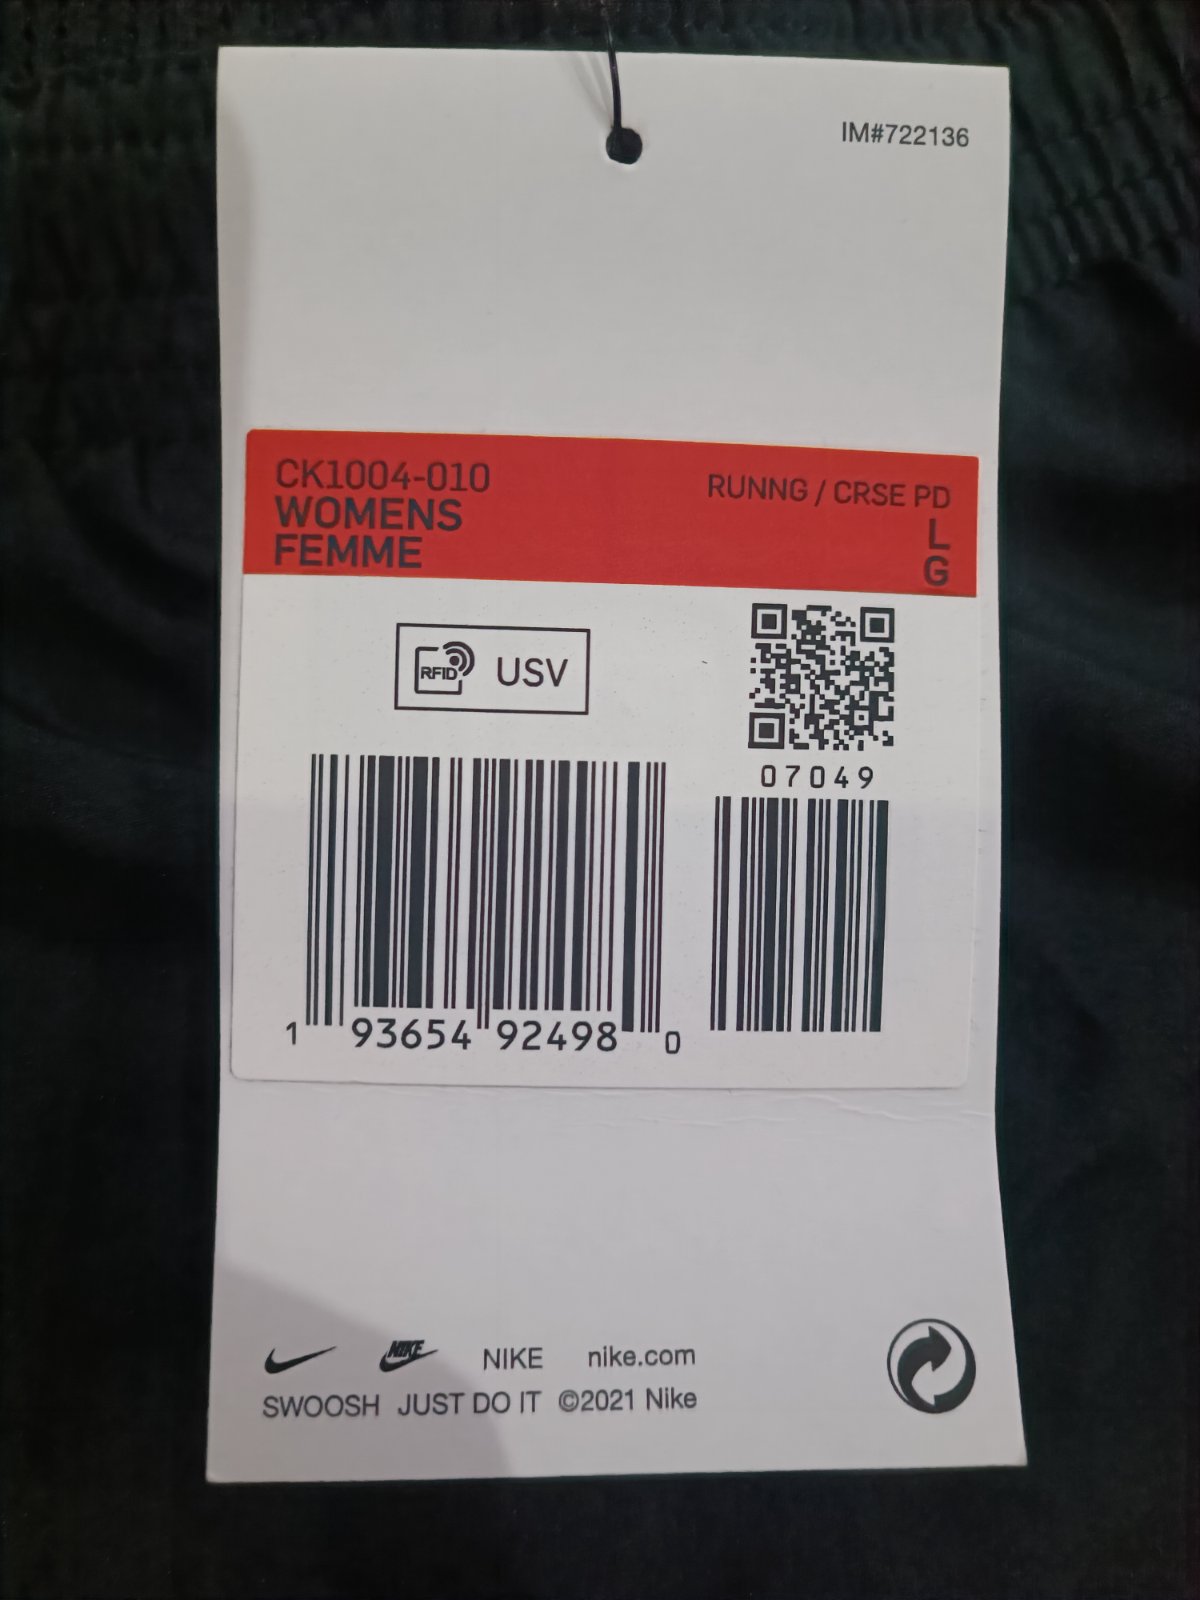 IM#722136
CK1004-010
WOMENS
FEMME
RUNNG / CRSE PD
L
G
RFID USV
07049
1 93654 92498 0
NIKE NIKE nike.com
SWOOSH JUST DO IT ©2021 Nike